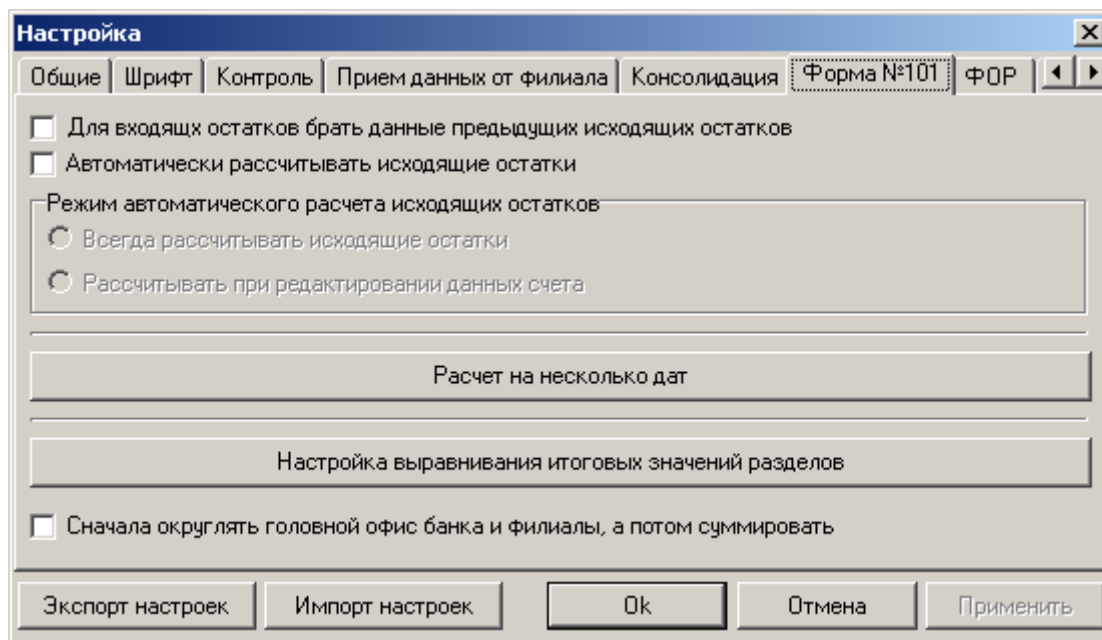 Настройка
Общие Шрифт Контроль Прием данных от филиала Консолидация Форма №101 ФОР
Для входящх остатков брать данные предыдущих исходящих остатков
Автоматически рассчитывать исходящие остатки
Режим автоматического расчета исходящих остатков
Всегда рассчитывать исходящие остатки
Рассчитывать при редактировании данных счета
Расчет на несколько дат
Настройка выравнивания итоговых значений разделов
Сначала округлять головной офис банка и филиалы, а потом суммировать
Экспорт настроек Импорт настроек Ok Отмена Применить